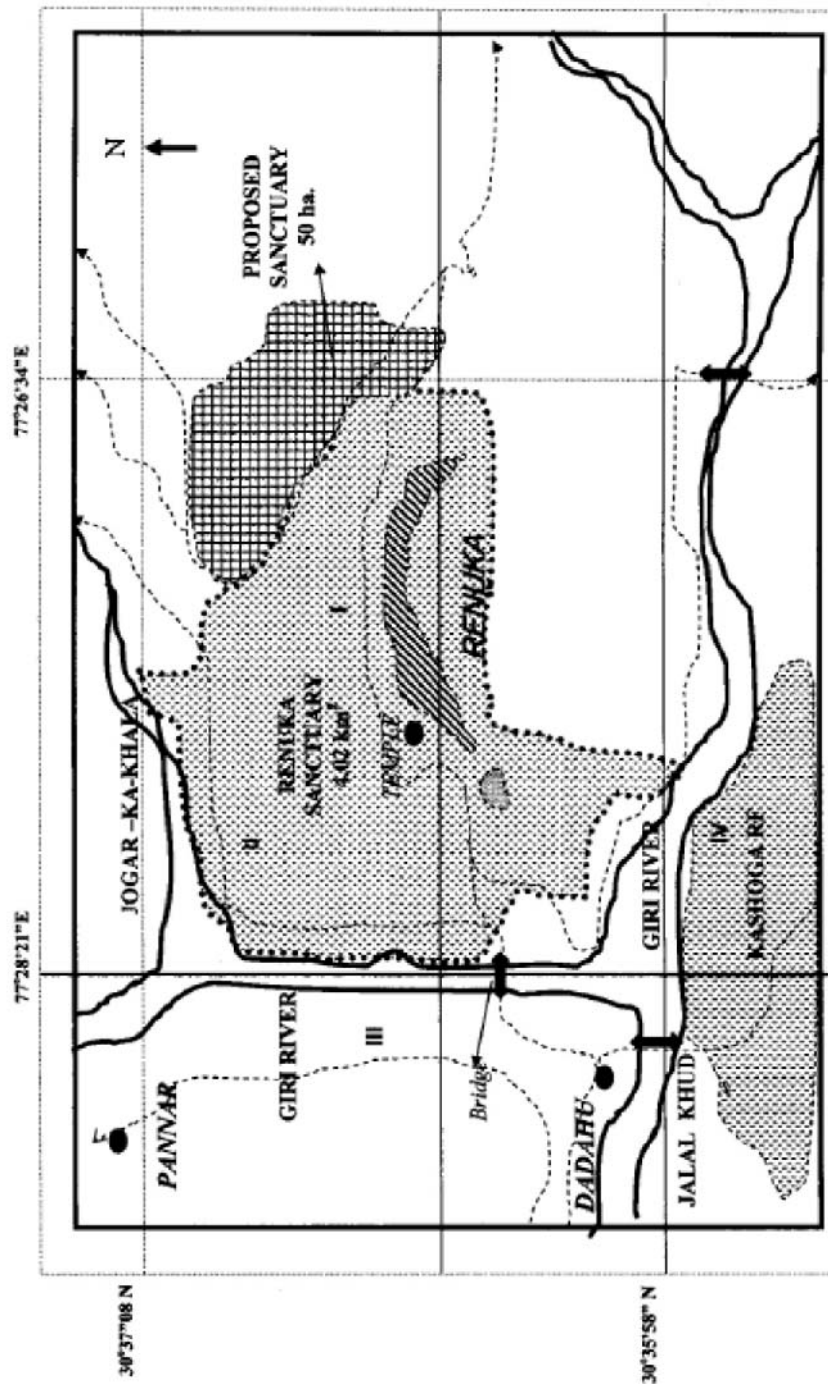 77°28'21"E
77°26'34"E
30°37"08 N
30°35'58" N
N
PANNAR
GIRI RIVER
III
JOGAR –KA-KHALA
II
RENUKA
SANCTUARY
4.02 km²
I
PROPOSED
SANCTUARY
50 ha.
TEMPLE
RENUKA
Bridge
DADAHU
GIRI RIVER
JALAL KHUD
IV
KASHOGA RF